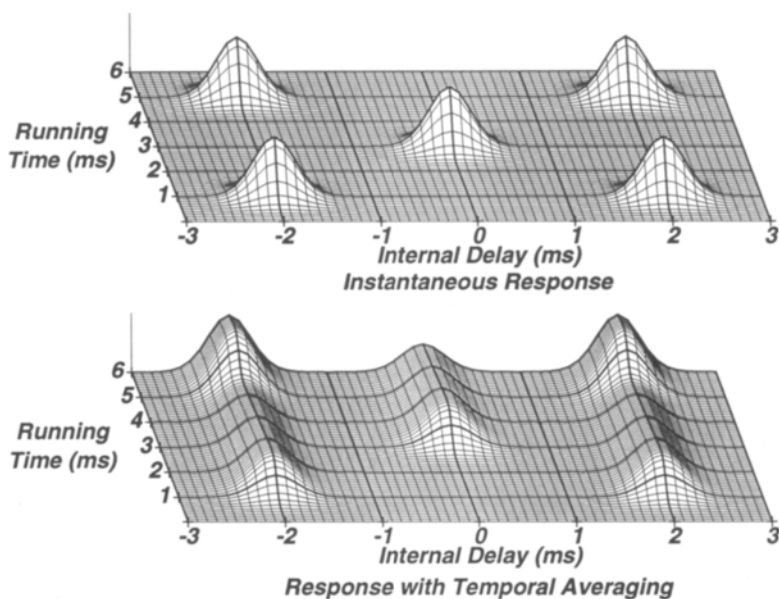 6
5
4
3
2
1
Running
Time (ms)
-3 -2 -1 0 1 2 3
Internal Delay (ms)
Instantaneous Response
6
5
4
3
2
1
Running
Time (ms)
-3 -2 -1 0 1 2 3
Internal Delay (ms)
Response with Temporal Averaging